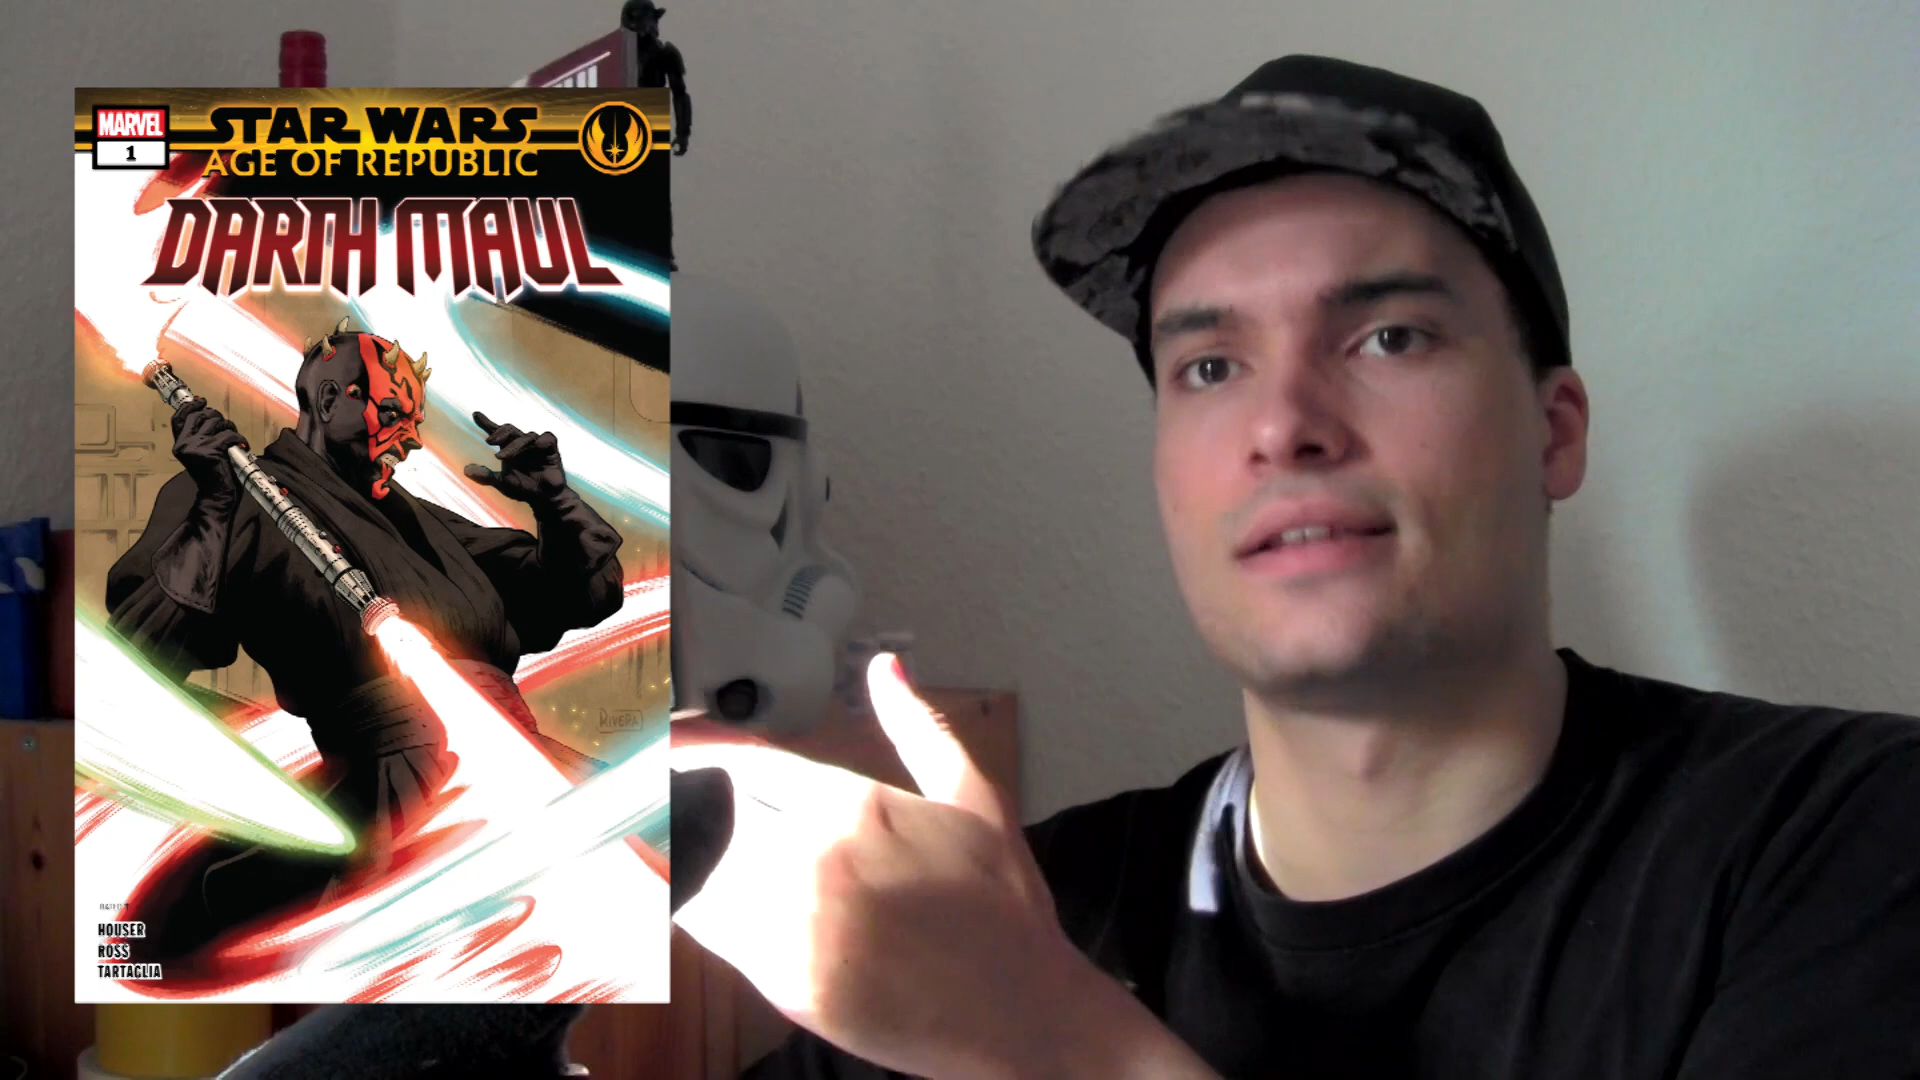 MARVEL
1
STAR WARS
AGE OF REPUBLIC
DARTH MAUL
RIVERA
HOUSER
ROSS
TARTAGLIA